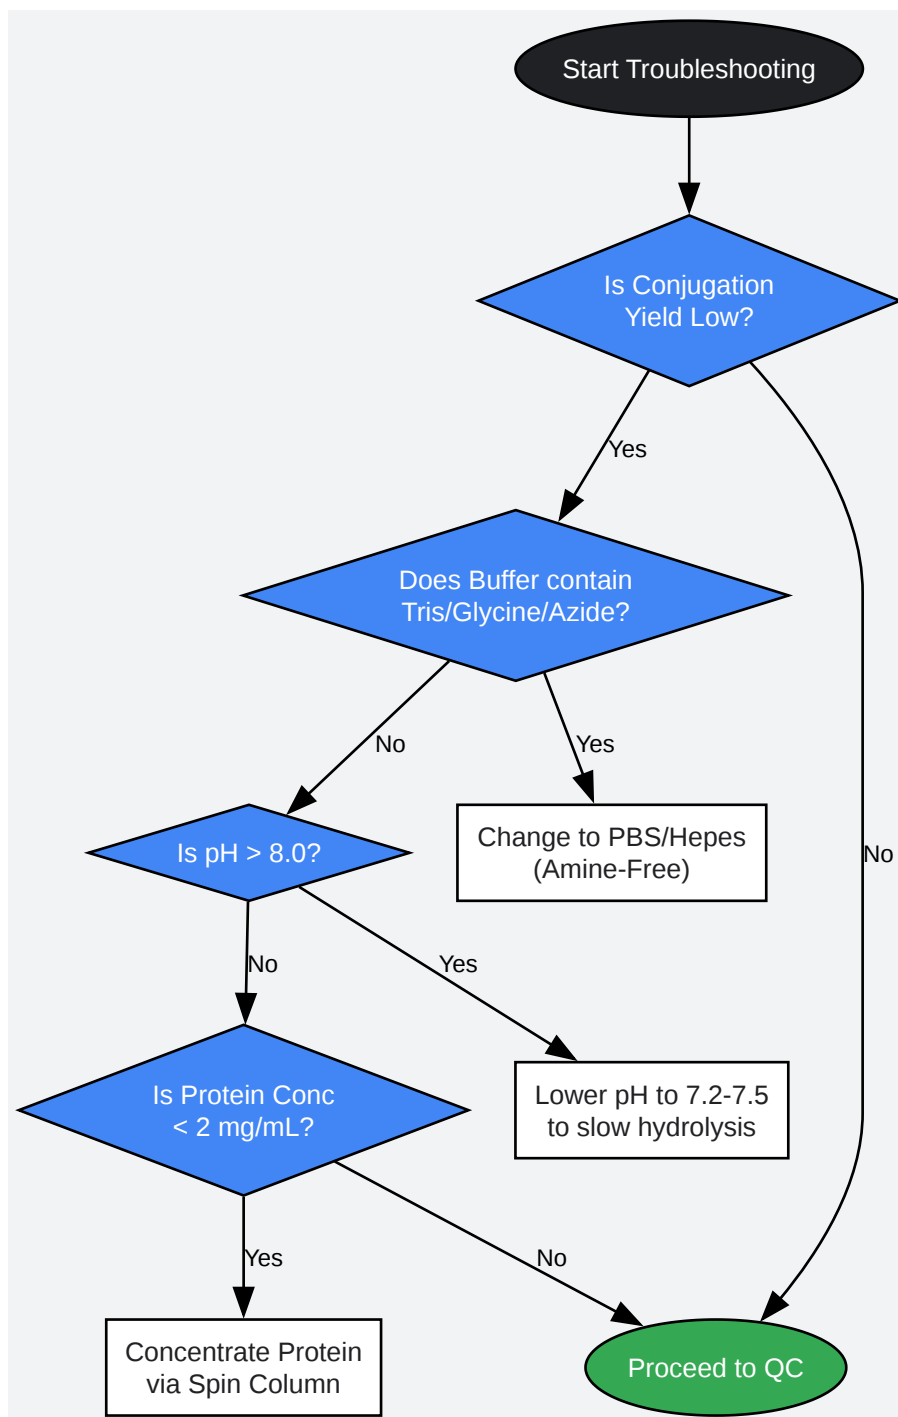 Start Troubleshooting
Is Conjugation
Yield Low?
Yes
Does Buffer contain
Tris/Glycine/Azide?
No
Yes
Change to PBS/Hepes
(Amine-Free)
Is pH > 8.0?
No
No
Yes
Lower pH to 7.2-7.5
to slow hydrolysis
Is Protein Conc
< 2 mg/mL?
Yes
No
Concentrate Protein
via Spin Column
Proceed to QC